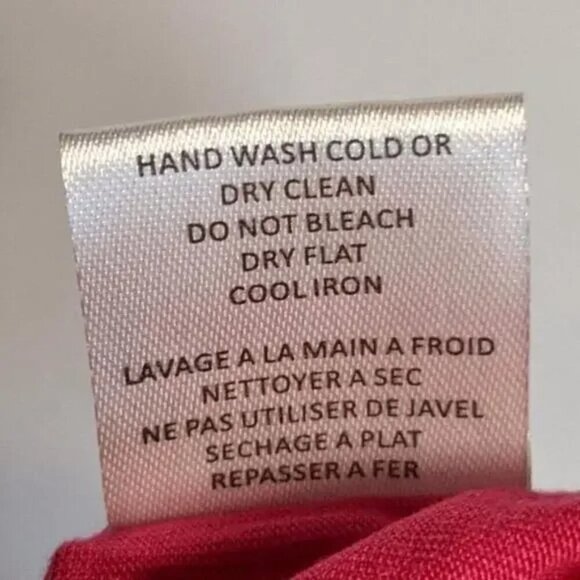 HAND WASH COLD OR
DRY CLEAN
DO NOT BLEACH
DRY FLAT
COOL IRON
LAVAGE A LA MAIN A FROID
NETTOYER A SEC
NE PAS UTILISER DE JAVEL
SECHAGE A PLAT
REPASSER A FER